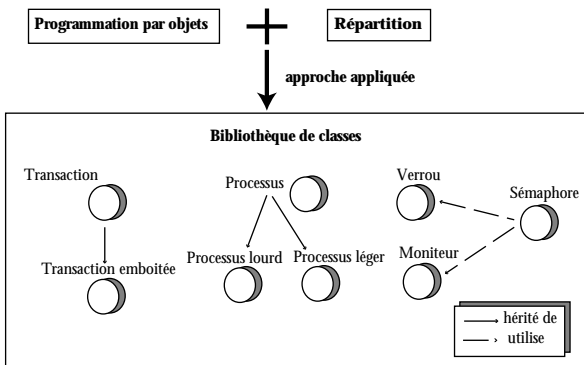 Programmation par objets
Répartition
approche appliquée
Bibliothèque de classes
Transaction
Processus
Verrou
Sémaphore
Transaction emboitée
Processus lourd
Processus léger
Moniteur
hérité de
utilise